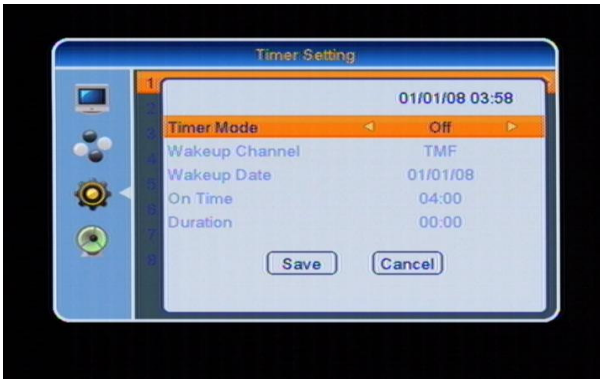 Timer Setting
1
2
3
4
5
6
7
8
01/01/08 03:58
Timer Mode Off
Wakeup Channel TMF
Wakeup Date 01/01/08
On Time 04:00
Duration 00:00
Save Cancel